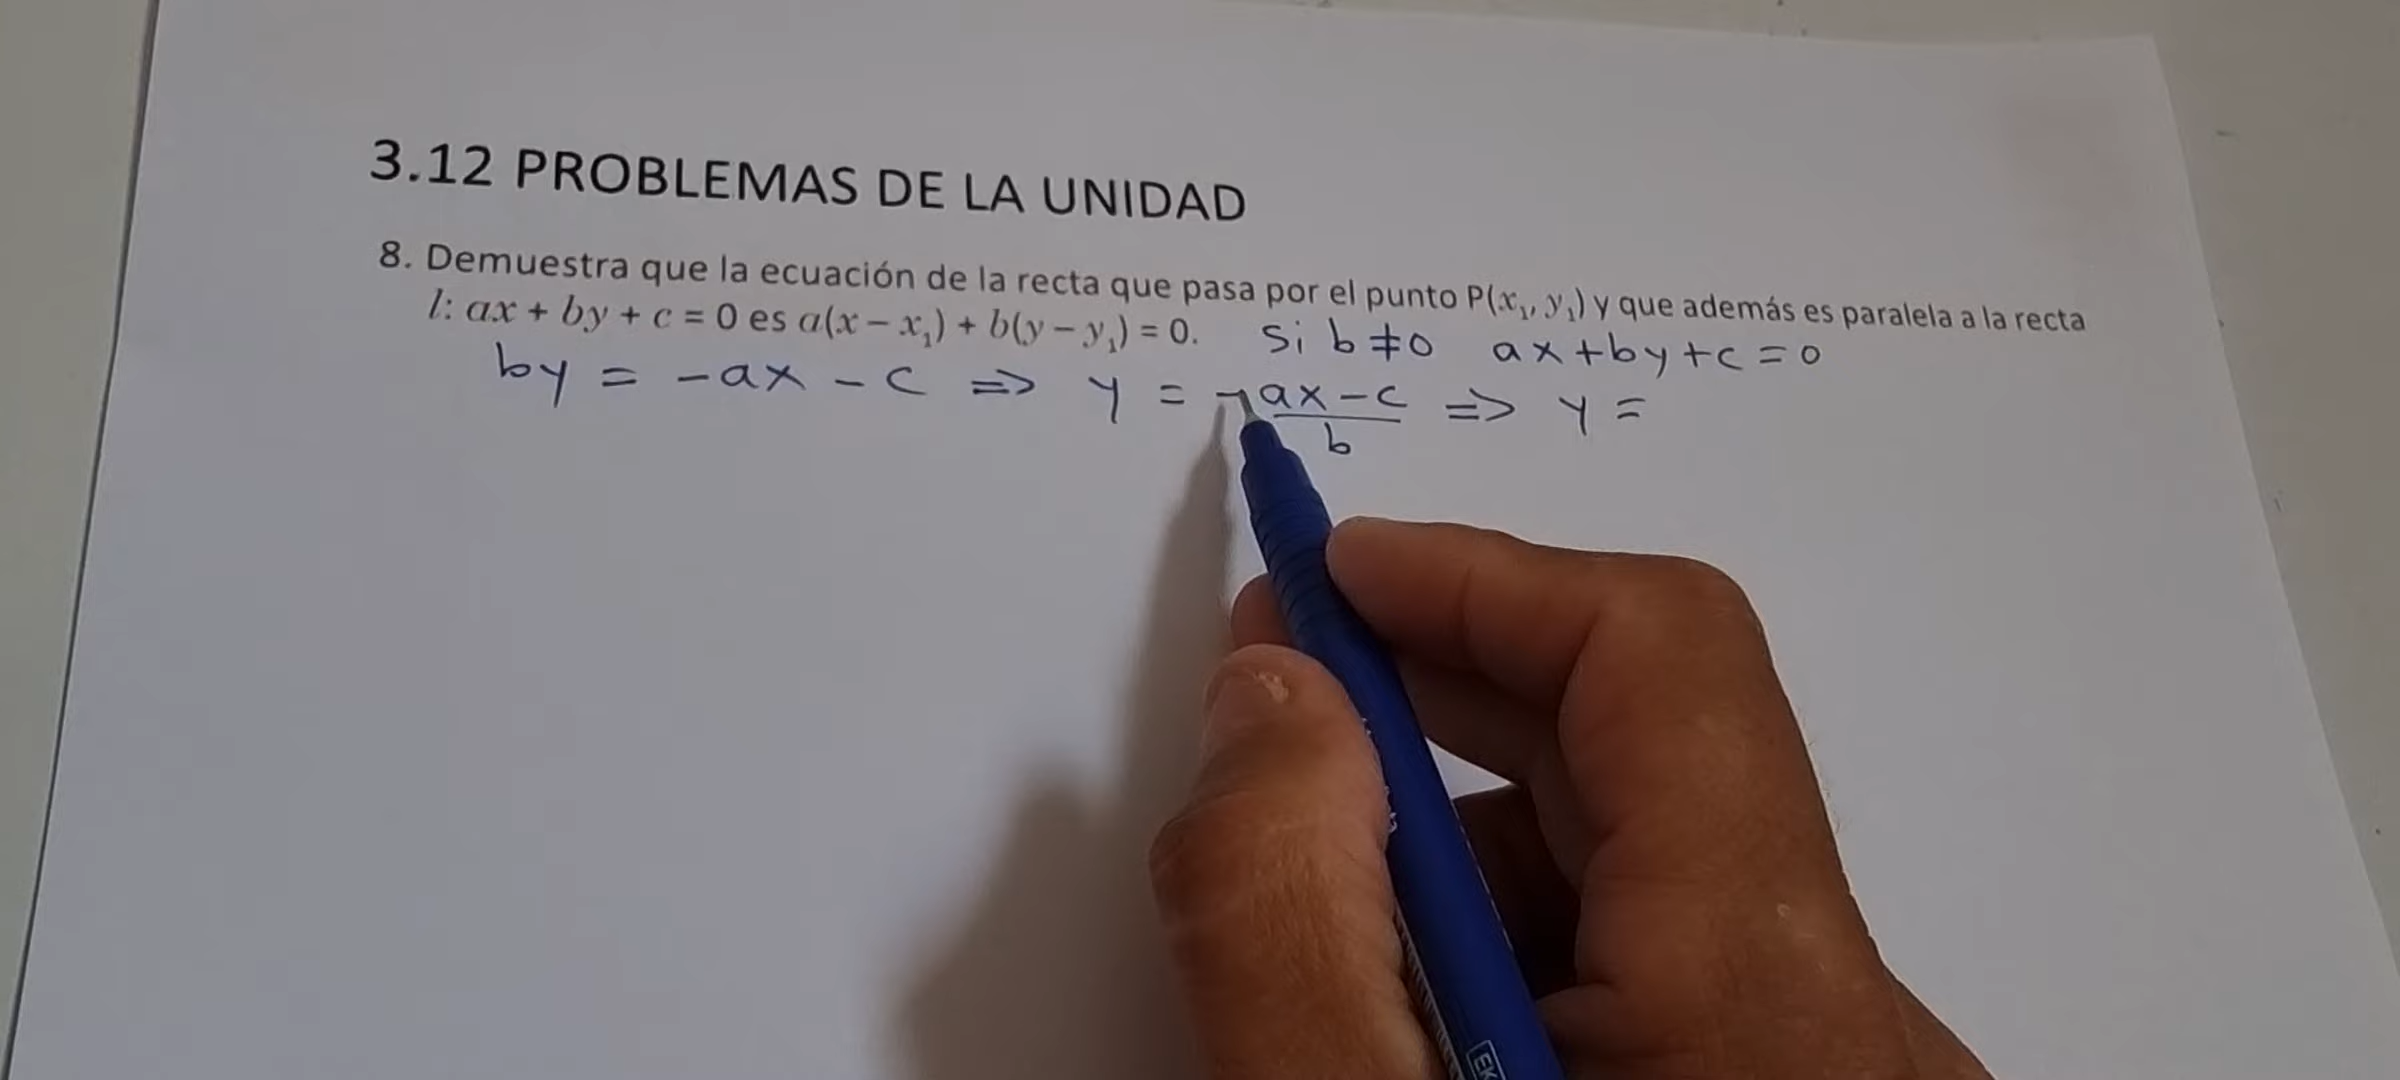 3.12 PROBLEMAS DE LA UNIDAD
8. Demuestra que la ecuación de la recta que pasa por el punto P(x₁, y₁) y que además es paralela a la recta
l: ax + by + c = 0 es a(x – x₁) + b(y – y₁) = 0. Si b ≠ 0 ax + by + c = 0
by = -ax - c => y = -ax - c / b => y =
EK